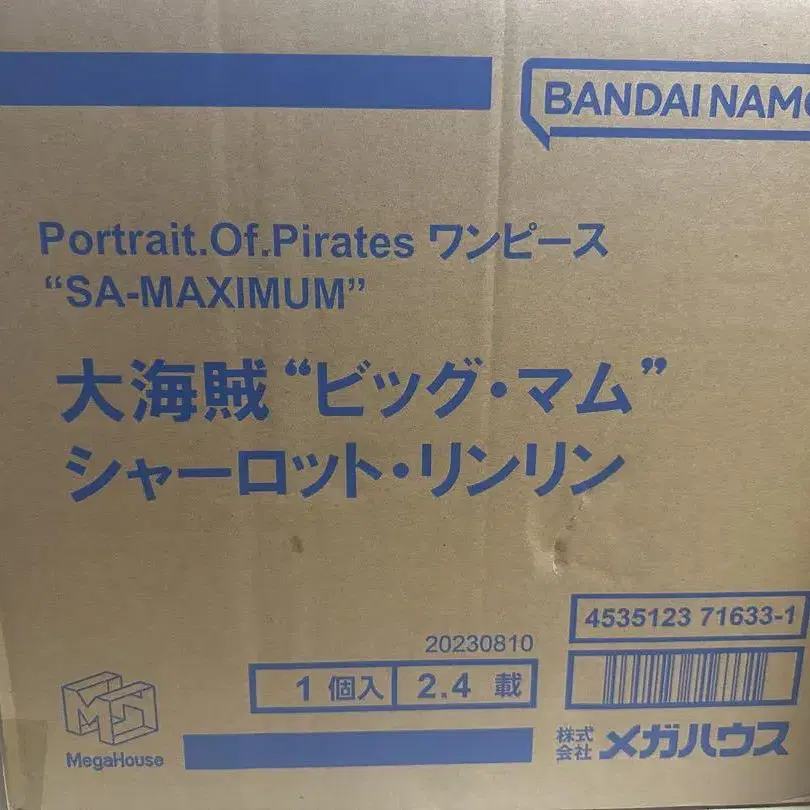 BANDAI NAMC
Portrait.Of.Pirates ワンピース
“SA-MAXIMUM”
大海賊“ビッグ・マム”
シャーロット・リンリン
4535123 71633-1
20230810
1 個入 2.4 載
MegaHouse
株式会社 メガハウス